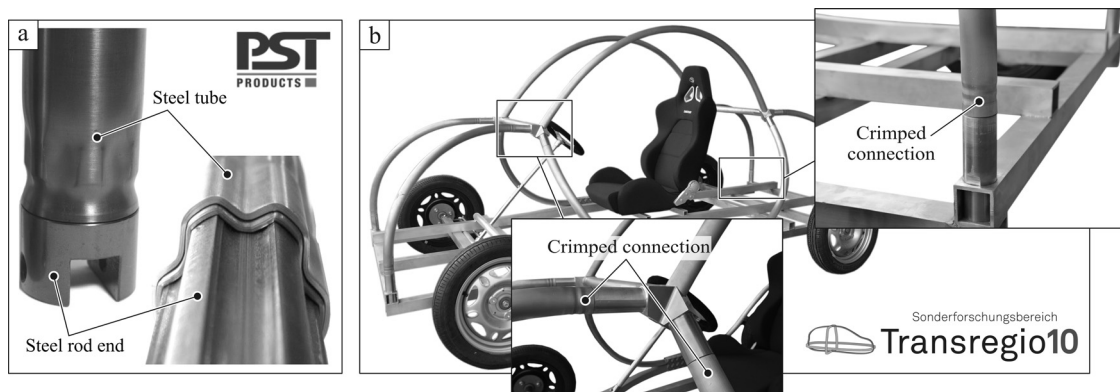 a
PST
PRODUCTS
Steel tube
Steel rod end
b
Crimped
connection
Crimped connection
Sonderforschungsbereich
Transregio10